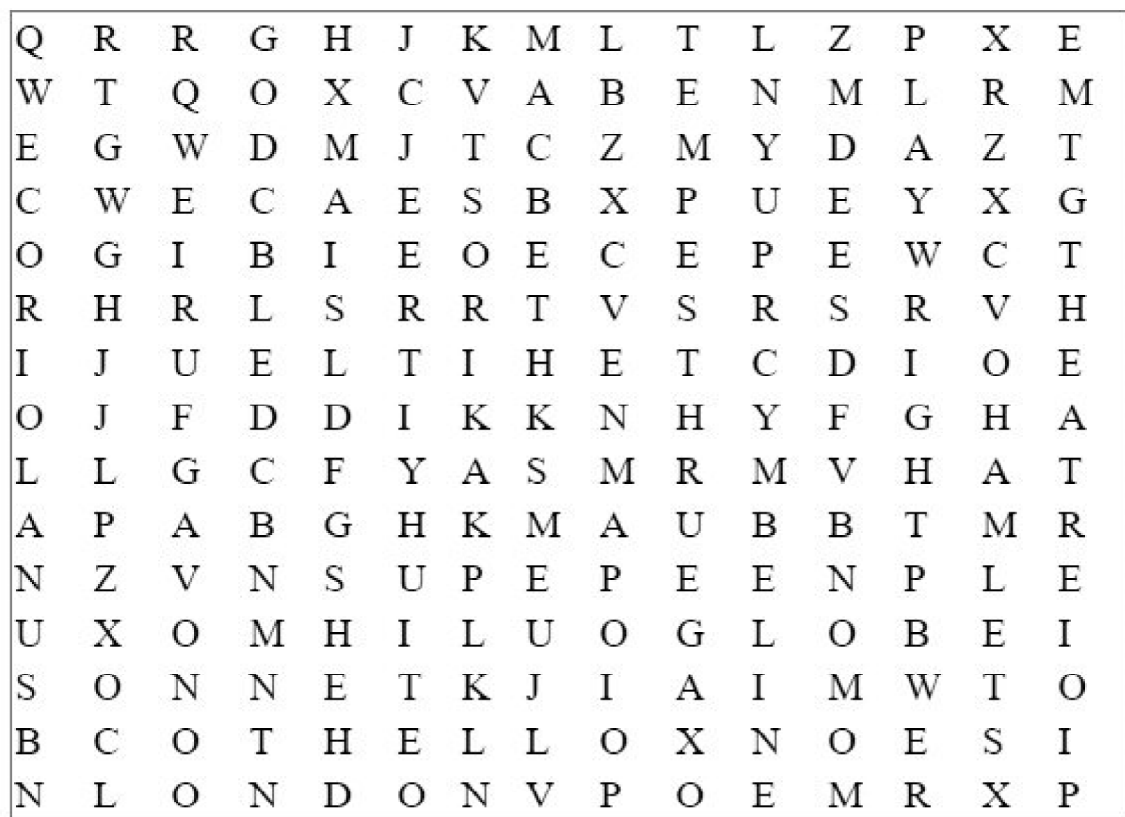 Q R R G H J K M L T L Z P X E
W T Q O X C V A B E N M L R M
E G W D M J T C Z M Y D A Z T
C W E C A E S B X P U E Y X G
O G I B I E O E C E P E W C T
R H R L S R R T V S R S R V H
I J U E L T I H E T C D I O E
O J F D D I K K N H Y F G H A
L L G C F Y A S M R M V H A T
A P A B G H K M A U B B T M R
N Z V N S U P E P E E N P L E
U X O M H I L U O G L O B E I
S O N N E T K J I A I M W T O
B C O T H E L L O X N O E S I
N L O N D O N V P O E M R X P